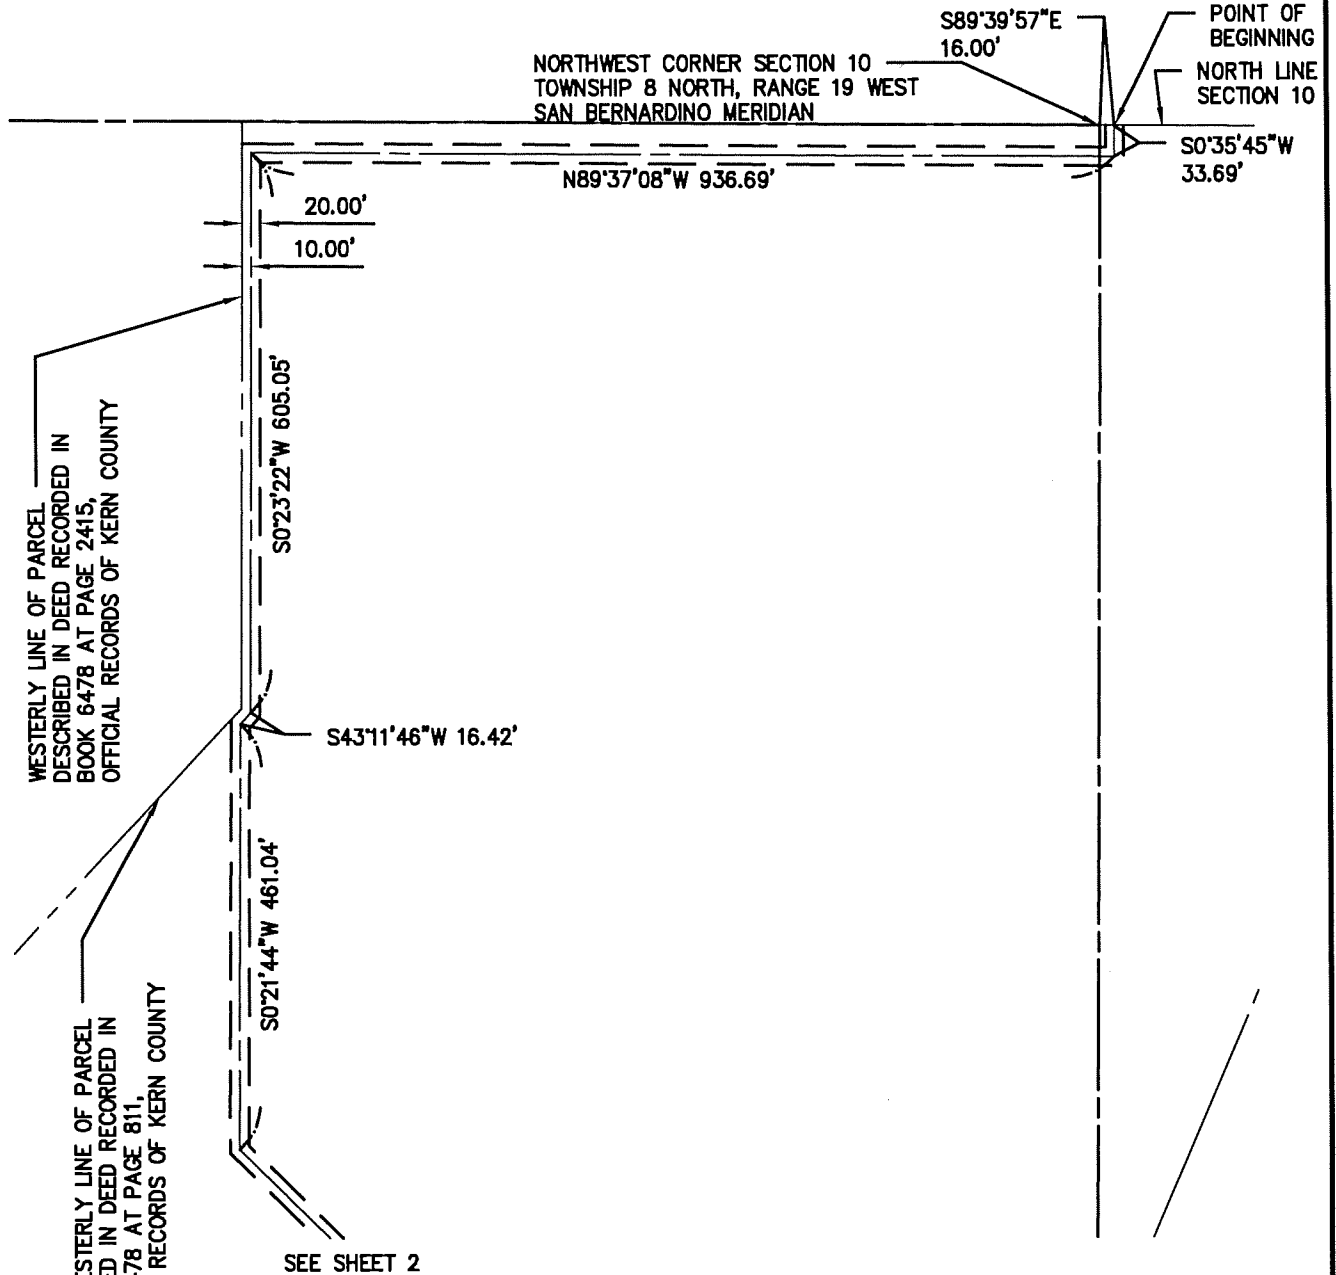 S89°39'57"E
16.00'
POINT OF
BEGINNING
NORTHWEST CORNER SECTION 10
TOWNSHIP 8 NORTH, RANGE 19 WEST
SAN BERNARDINO MERIDIAN
NORTH LINE
SECTION 10
S0°35'45"W
33.69'
N89°37'08"W 936.69'
20.00'
10.00'
S0°23'22"W 605.05'
WESTERLY LINE OF PARCEL
DESCRIBED IN DEED RECORDED IN
BOOK 6478 AT PAGE 2415,
OFFICIAL RECORDS OF KERN COUNTY
S43°11'46"W 16.42'
S0°21'44"W 461.04'
STERLY LINE OF PARCEL
ED IN DEED RECORDED IN
78 AT PAGE 811,
RECORDS OF KERN COUNTY
SEE SHEET 2